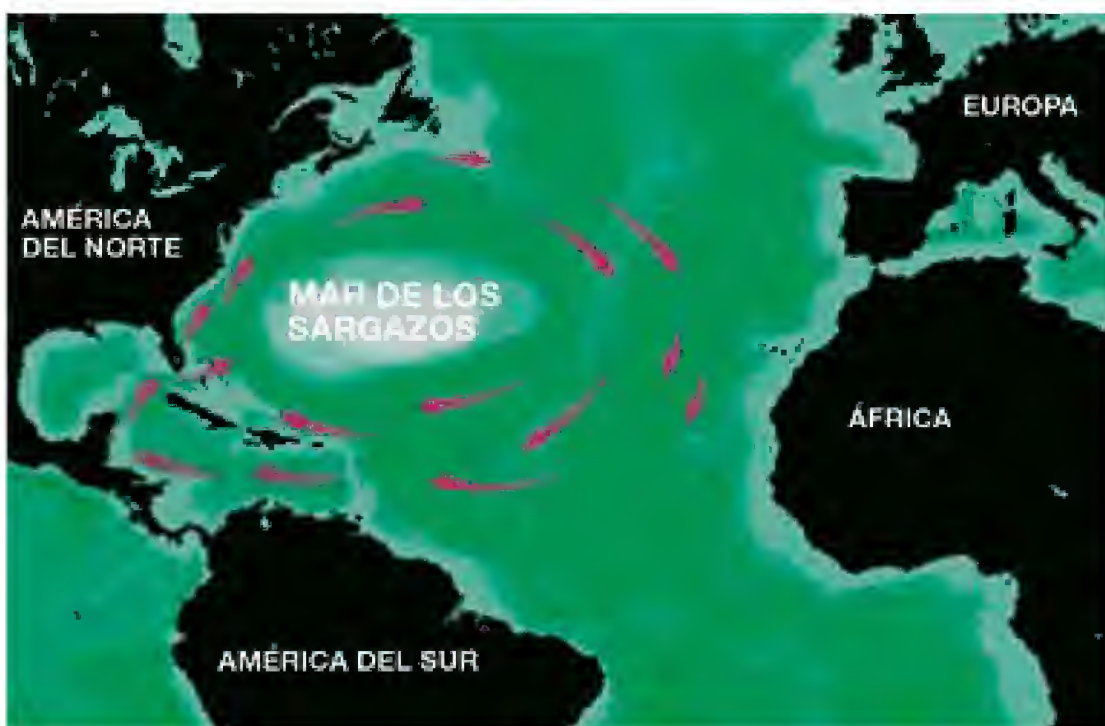 EUROPA
AMÉRICA
DEL NORTE
MAR DE LOS
SARGAZOS
ÁFRICA
AMÉRICA DEL SUR